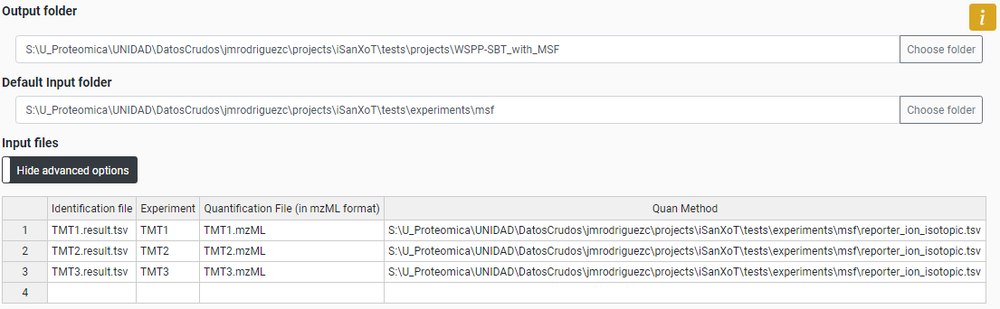 Output folder
i
S:\U_Proteomica\UNIDAD\DatosCrudos\jmrodriguezc\projects\iSanXoT\tests\projects\WSPP-SBT_with_MSF Choose folder
Default Input folder
S:\U_Proteomica\UNIDAD\DatosCrudos\jmrodriguezc\projects\iSanXoT\tests\experiments\msf Choose folder
Input files
Hide advanced options
Identification file Experiment Quantification File (in mzML format) Quan Method
1 TMT1.result.tsv TMT1 TMT1.mzML S:\U_Proteomica\UNIDAD\DatosCrudos\jmrodriguezc\projects\iSanXoT\tests\experiments\msf\reporter_ion_isotopic.tsv
2 TMT2.result.tsv TMT2 TMT2.mzML S:\U_Proteomica\UNIDAD\DatosCrudos\jmrodriguezc\projects\iSanXoT\tests\experiments\msf\reporter_ion_isotopic.tsv
3 TMT3.result.tsv TMT3 TMT3.mzML S:\U_Proteomica\UNIDAD\DatosCrudos\jmrodriguezc\projects\iSanXoT\tests\experiments\msf\reporter_ion_isotopic.tsv
4